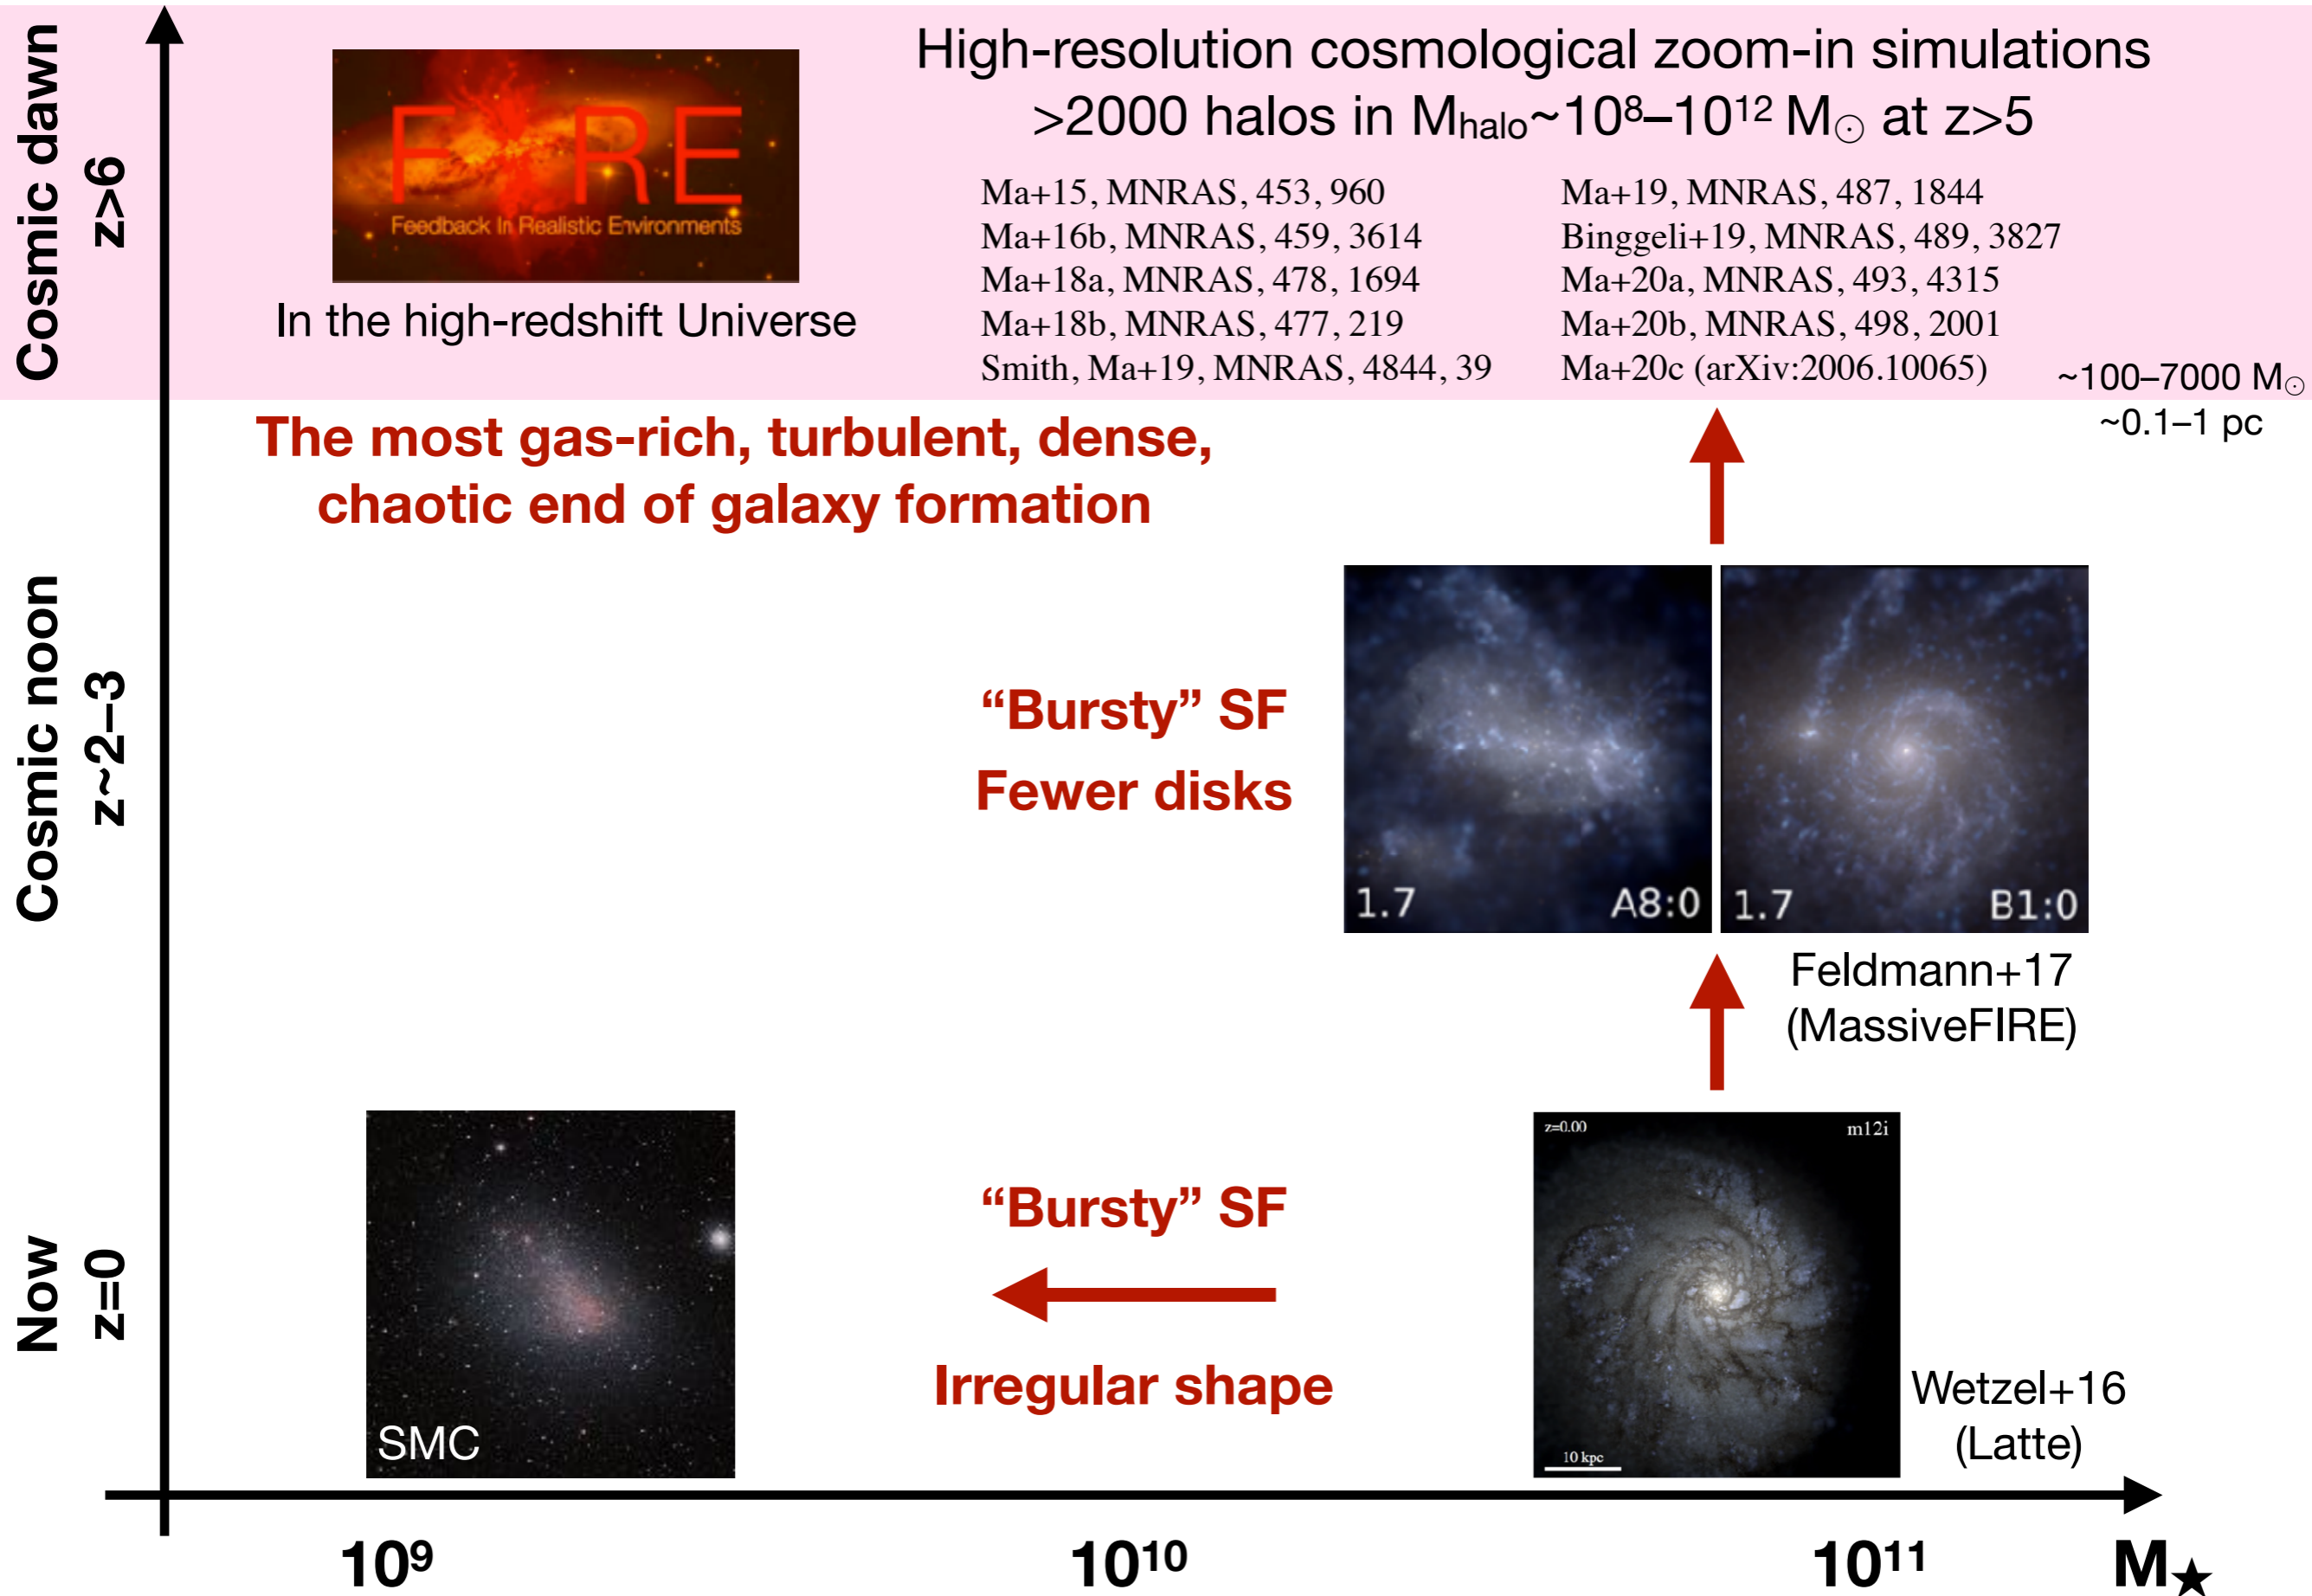 Cosmic dawn
z>6
F RE
Feedback In Realistic Environments
In the high-redshift Universe
High-resolution cosmological zoom-in simulations
>2000 halos in Mhalo~10⁸–10¹² M☉ at z>5
Ma+15, MNRAS, 453, 960
Ma+16b, MNRAS, 459, 3614
Ma+18a, MNRAS, 478, 1694
Ma+18b, MNRAS, 477, 219
Smith, Ma+19, MNRAS, 4844, 39
Ma+19, MNRAS, 487, 1844
Binggeli+19, MNRAS, 489, 3827
Ma+20a, MNRAS, 493, 4315
Ma+20b, MNRAS, 498, 2001
Ma+20c (arXiv:2006.10065)
~100–7000 M☉
~0.1–1 pc
The most gas-rich, turbulent, dense,
chaotic end of galaxy formation
Cosmic noon
z~2–3
“Bursty” SF
Fewer disks
1.7 A8:0
1.7 B1:0
Feldmann+17
(MassiveFIRE)
Now
z=0
SMC
“Bursty” SF
Irregular shape
z=0.00 m12i
10 kpc
Wetzel+16
(Latte)
10⁹ 10¹⁰ 10¹¹ M★